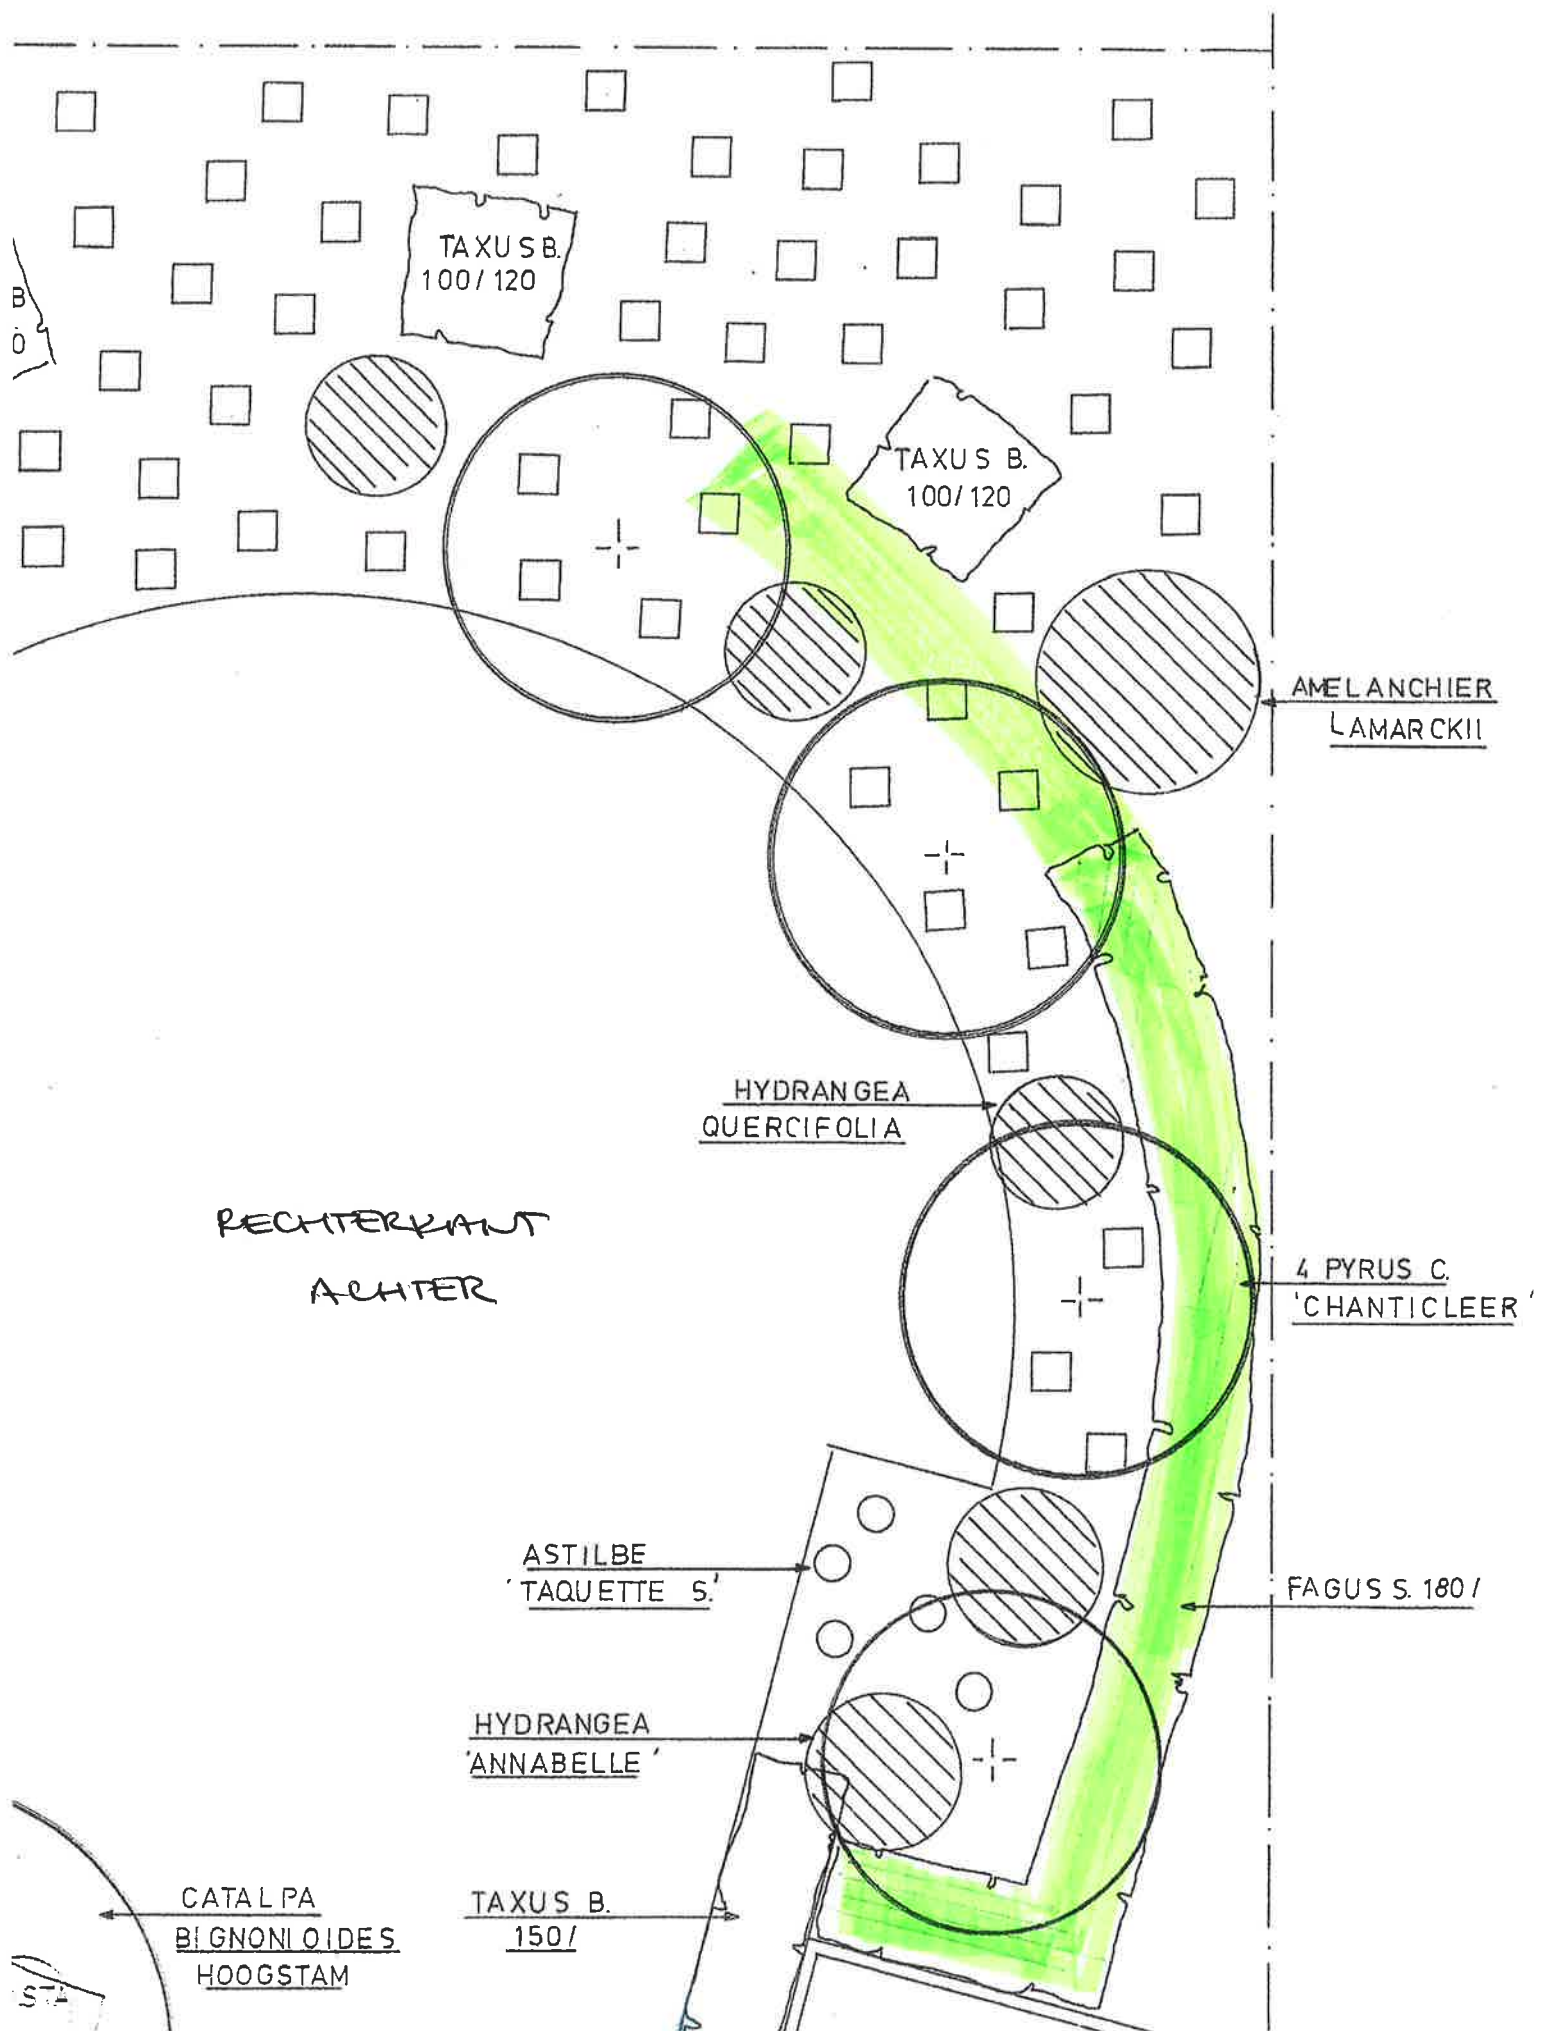 TAXUS B.
100/120
B
0
TAXUS B.
100/120
AMELANCHIER
LAMARCKII
HYDRANGEA
QUERCIFOLIA
RECHTERKANT
ACHTER
4 PYRUS C.
'CHANTICLEER'
ASTILBE
'TAQUETTE S.'
FAGUS S. 180/
HYDRANGEA
'ANNABELLE'
CATALPA
BIGNONIOIDES
HOOGSTAM
TAXUS B.
150/